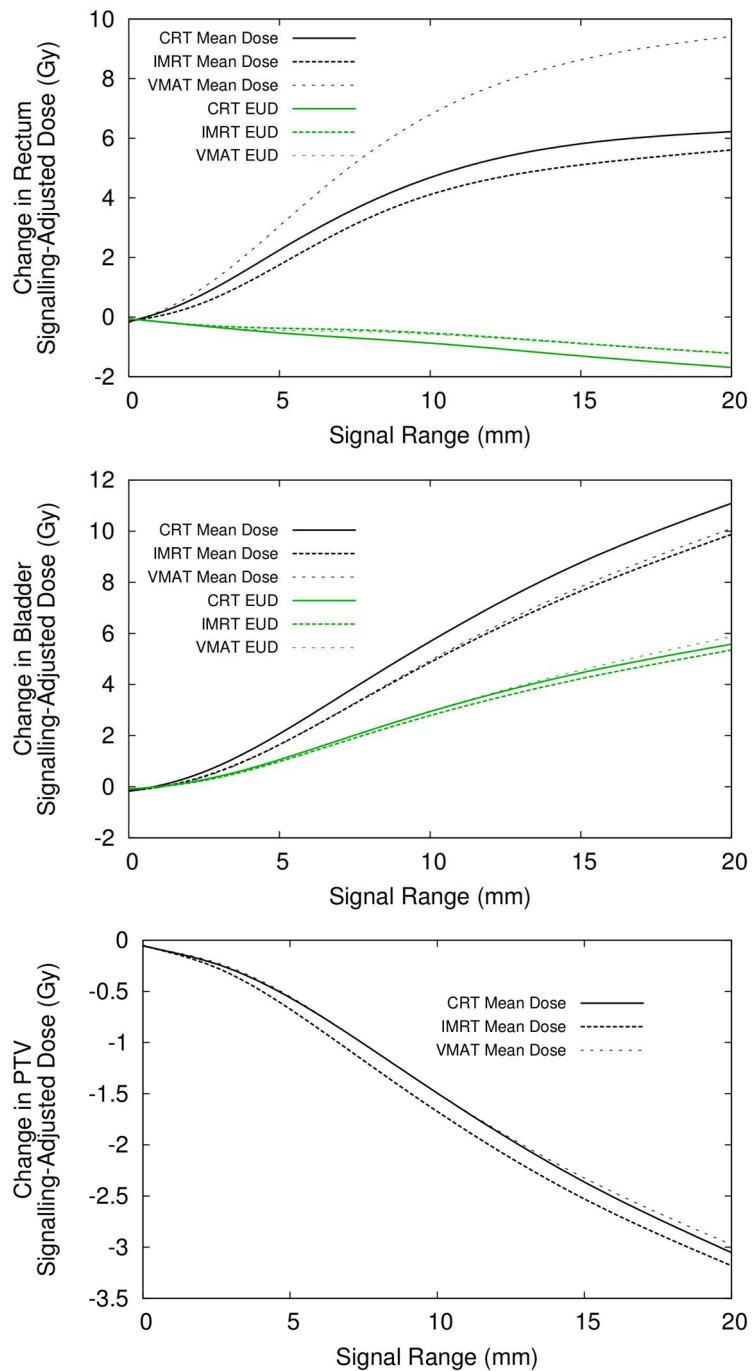 Change in Rectum
Signalling-Adjusted Dose (Gy)
10
8
6
4
2
0
-2
CRT Mean Dose
IMRT Mean Dose
VMAT Mean Dose
CRT EUD
IMRT EUD
VMAT EUD
0 5 10 15 20
Signal Range (mm)
Change in Bladder
Signalling-Adjusted Dose (Gy)
12
10
8
6
4
2
0
-2
CRT Mean Dose
IMRT Mean Dose
VMAT Mean Dose
CRT EUD
IMRT EUD
VMAT EUD
0 5 10 15 20
Signal Range (mm)
Change in PTV
Signalling-Adjusted Dose (Gy)
0
-0.5
-1
-1.5
-2
-2.5
-3
-3.5
CRT Mean Dose
IMRT Mean Dose
VMAT Mean Dose
0 5 10 15 20
Signal Range (mm)